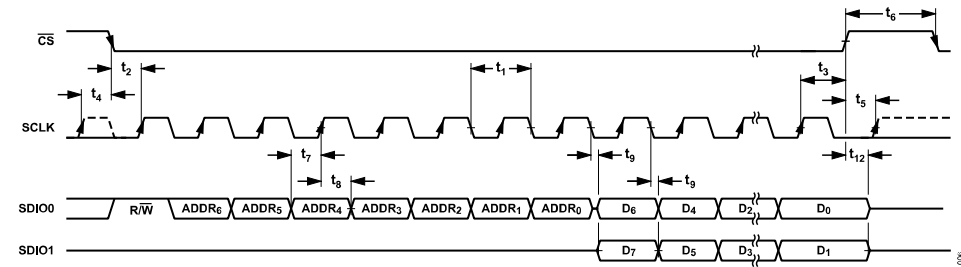 t6
CS
t2
t1
t3
t4
t5
SCLK
t7
t9
t12
t8
t9
SDIO0
R/W
ADDR6
ADDR5
ADDR4
ADDR3
ADDR2
ADDR1
ADDR0
D6
D4
D2
D0
SDIO1
D7
D5
D3
D1